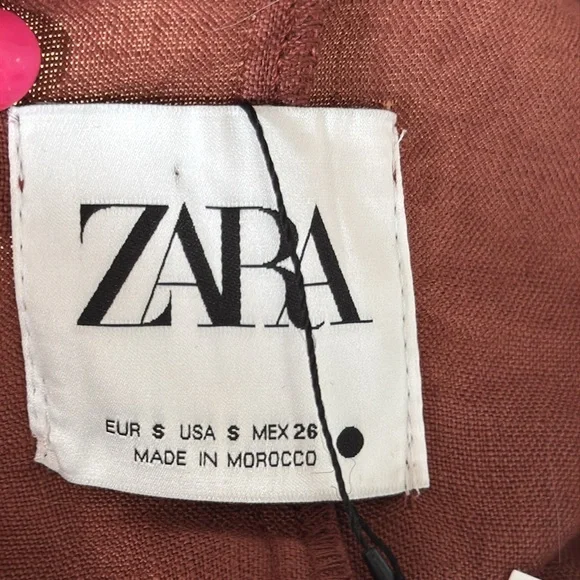 ZARA
EUR S USA S MEX 26
MADE IN MOROCCO